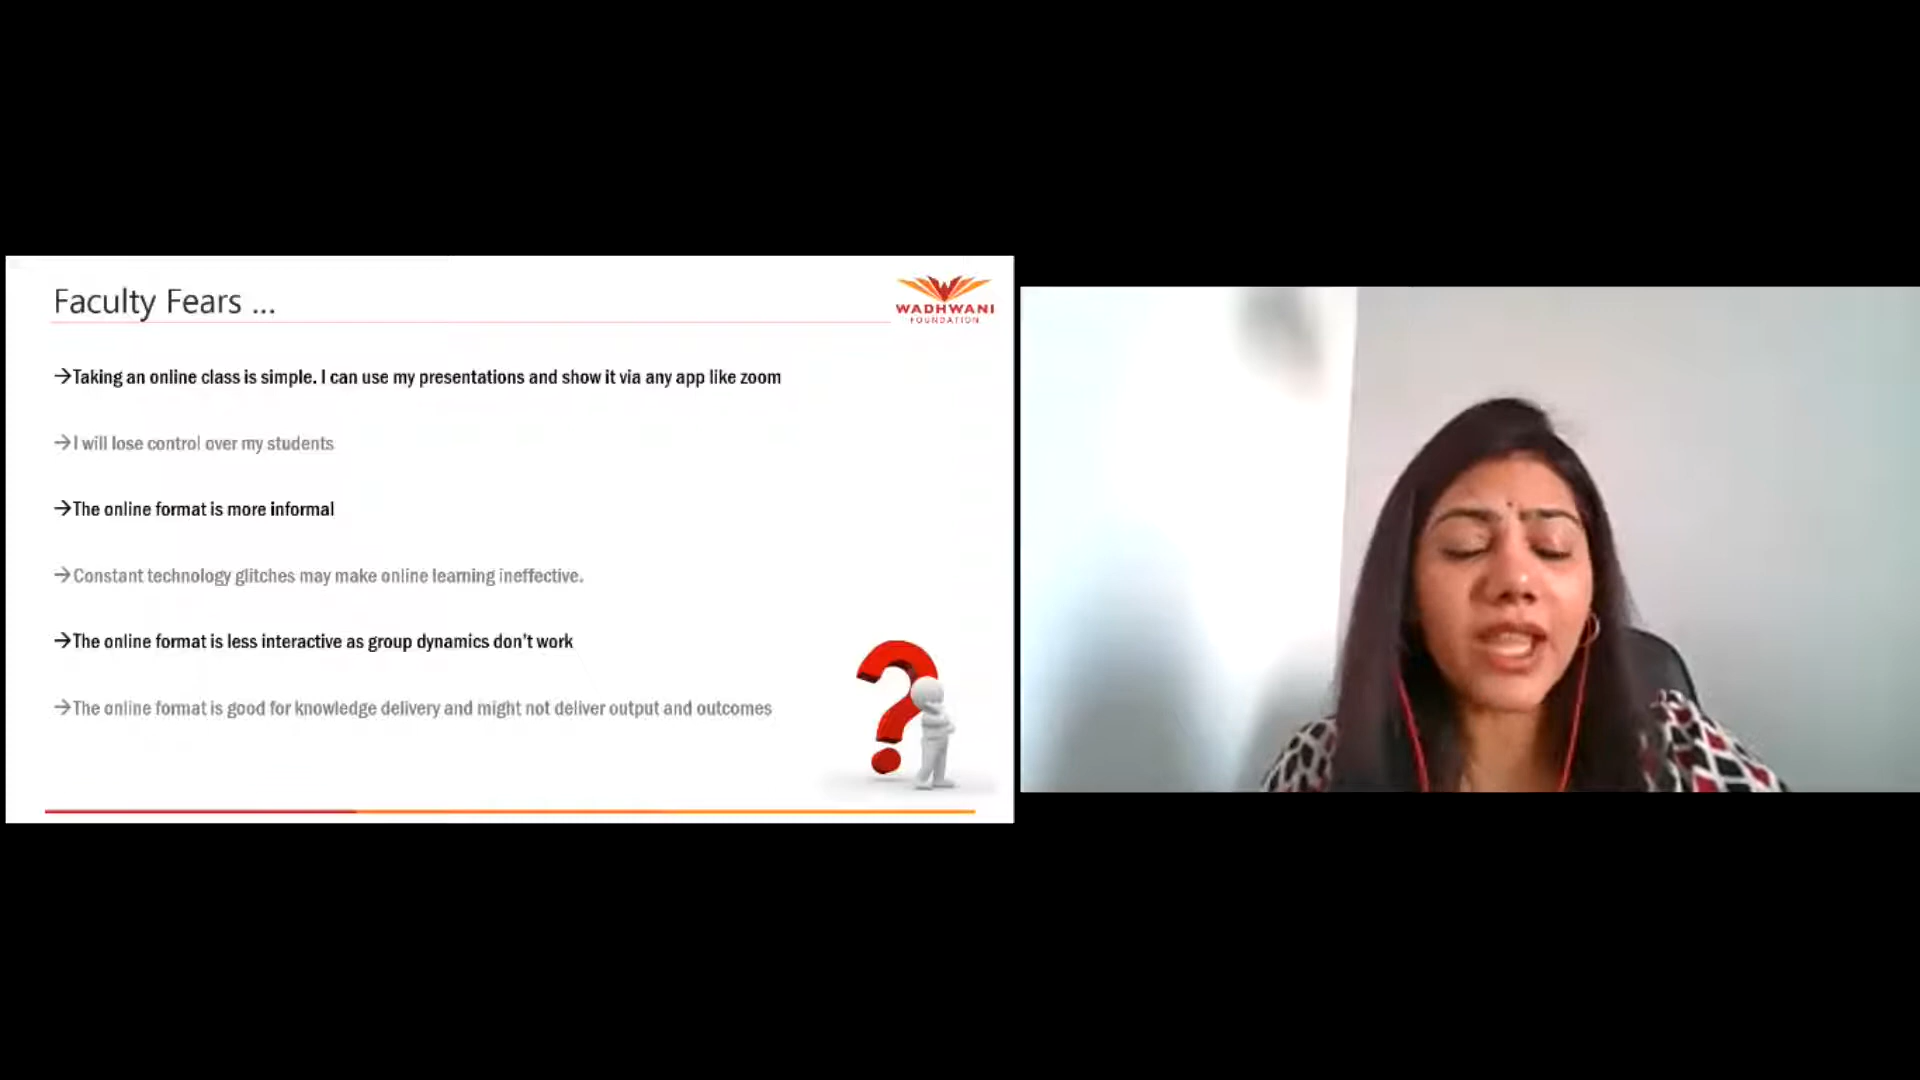 Faculty Fears ...
WADHWANI
FOUNDATION
→Taking an online class is simple. I can use my presentations and show it via any app like zoom
→I will lose control over my students
→The online format is more informal
→Constant technology glitches may make online learning ineffective.
→The online format is less interactive as group dynamics don't work
→The online format is good for knowledge delivery and might not deliver output and outcomes